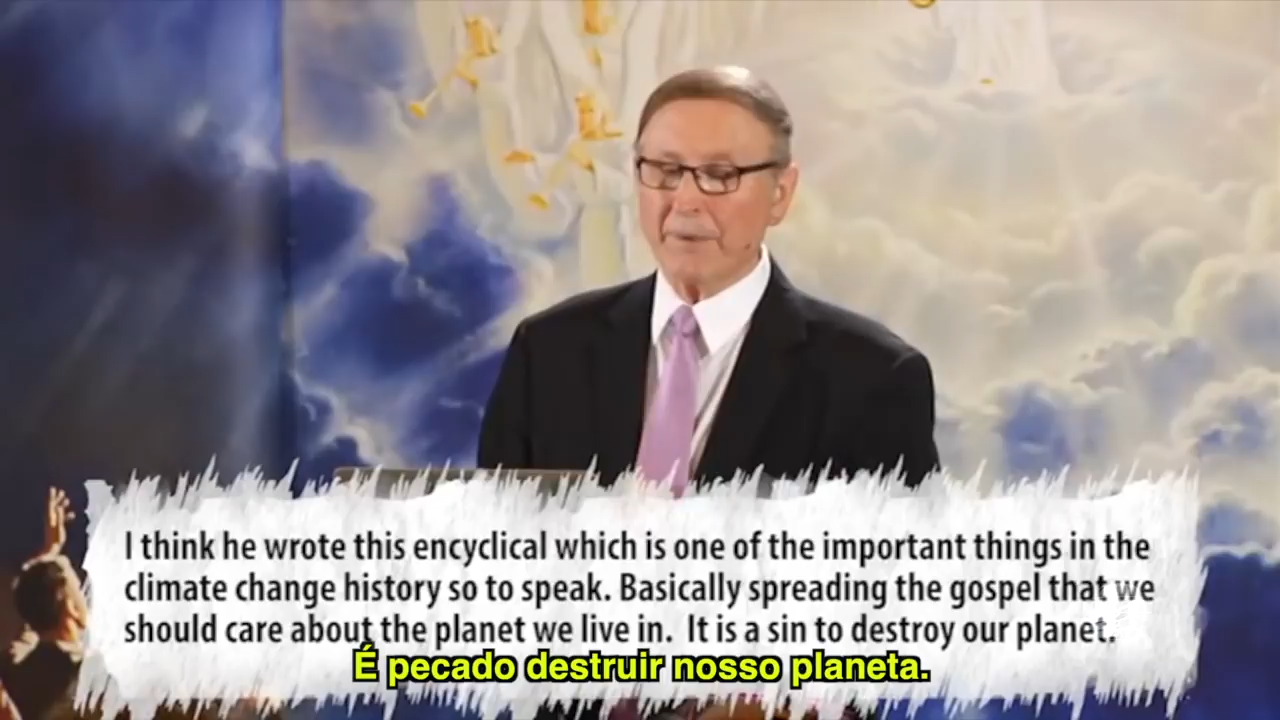 I think he wrote this encyclical which is one of the important things in the
climate change history so to speak. Basically spreading the gospel that we
should care about the planet we live in. It is a sin to destroy our planet.
É pecado destruir nosso planeta.